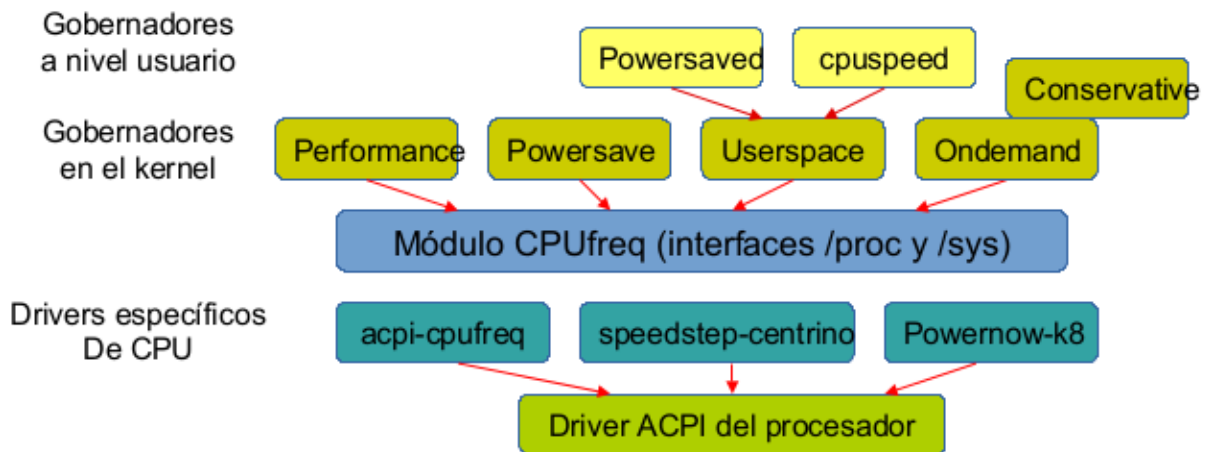 Gobernadores
a nivel usuario
Powersaved
cpuspeed
Conservative
Gobernadores
en el kernel
Performance
Powersave
Userspace
Ondemand
Módulo CPUfreq (interfaces /proc y /sys)
Drivers específicos
De CPU
acpi-cpufreq
speedstep-centrino
Powernow-k8
Driver ACPI del procesador